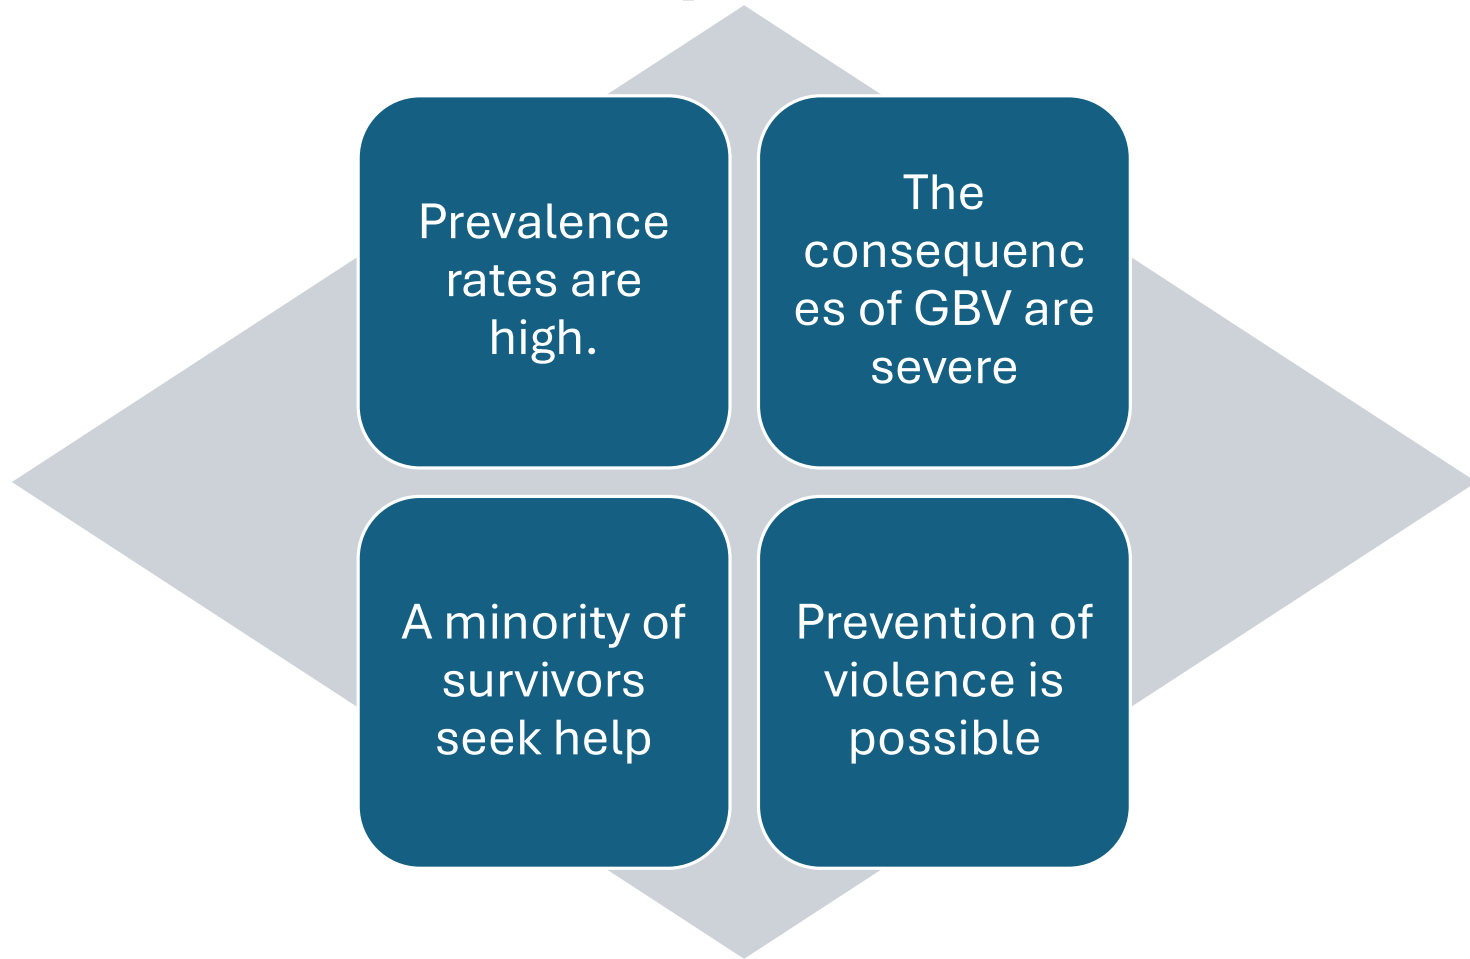 Prevalence
rates are
high.
The
consequenc
es of GBV are
severe
A minority of
survivors
seek help
Prevention of
violence is
possible